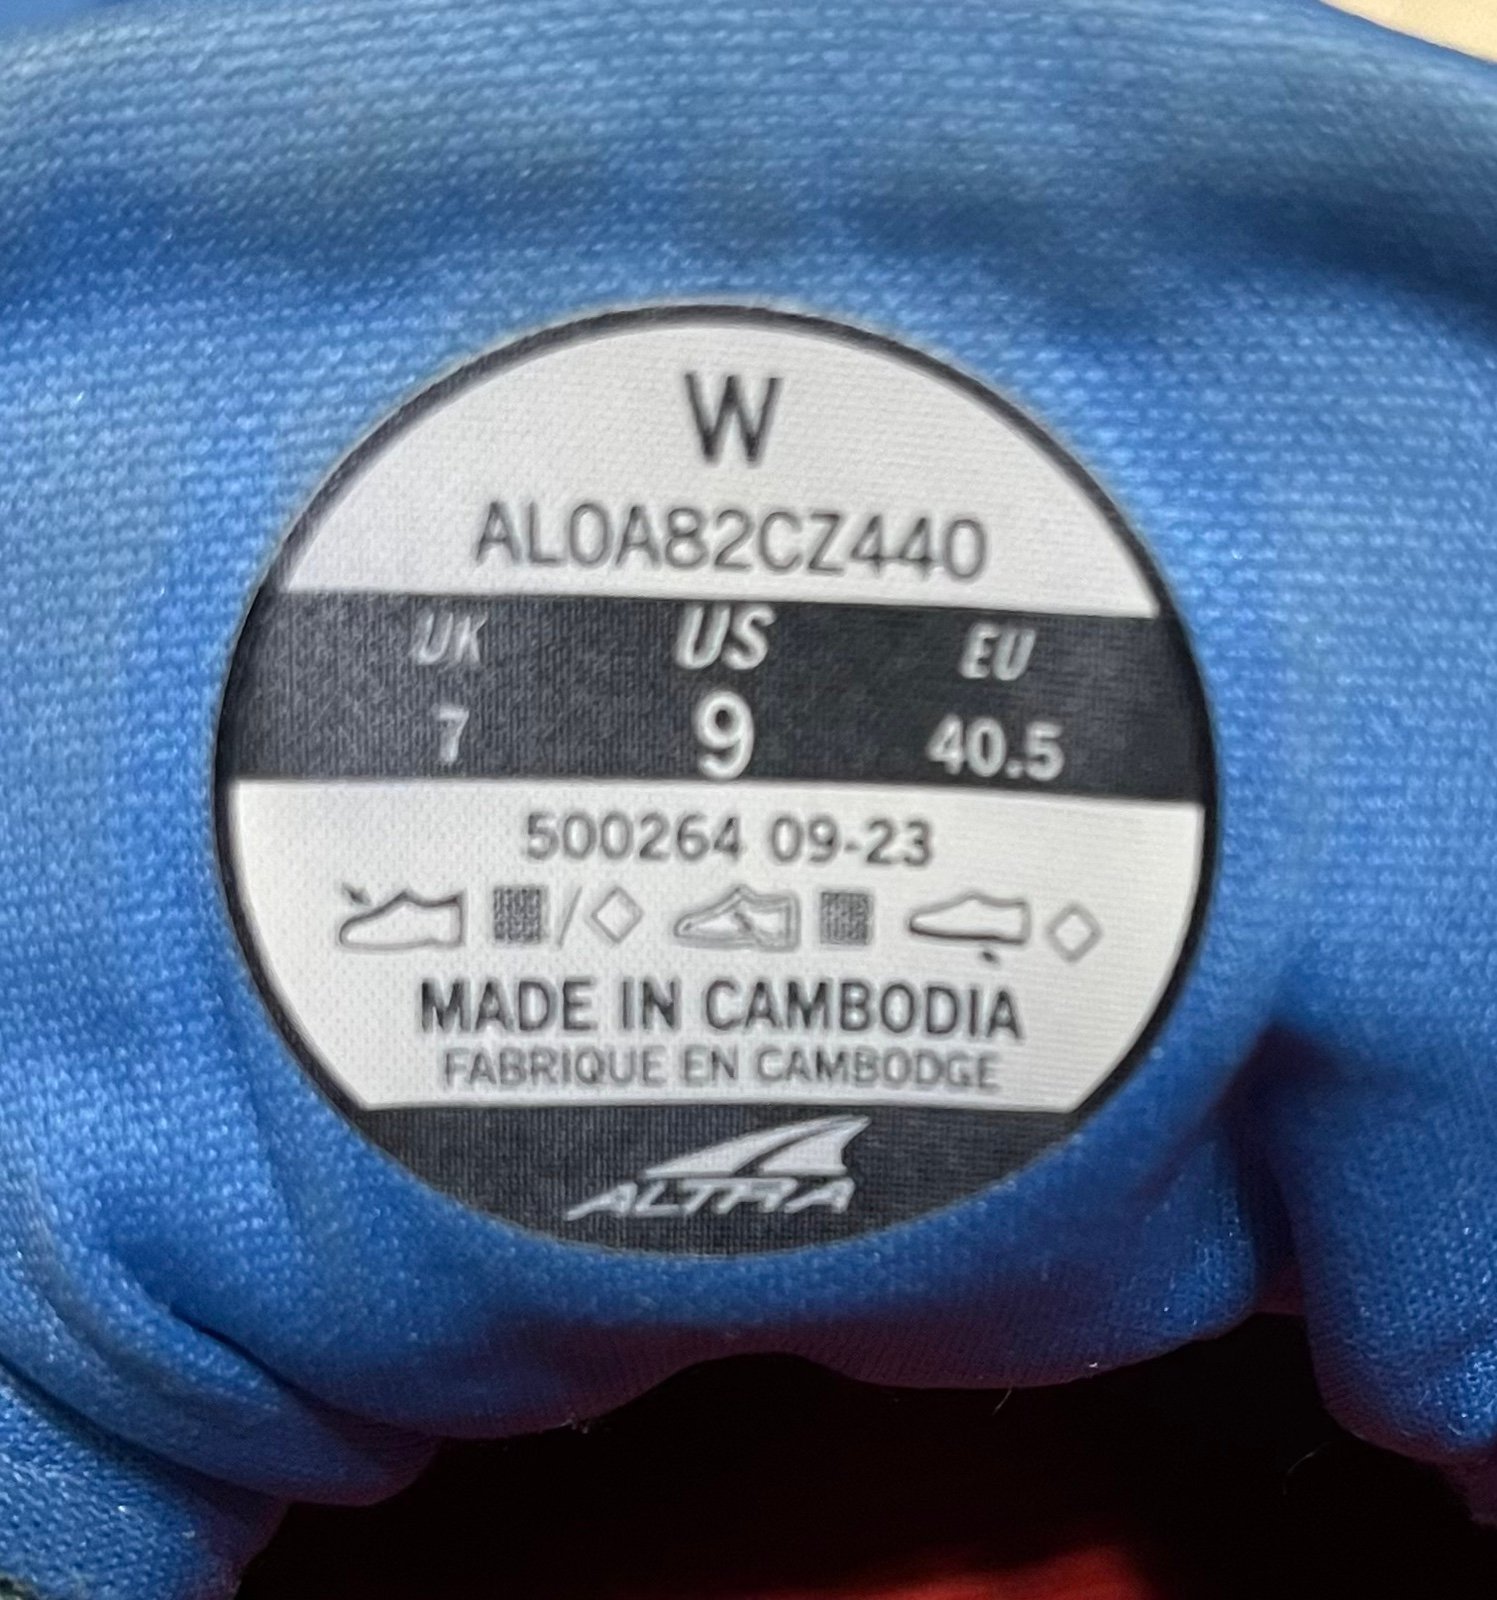 W
AL0A82CZ440
UK US EU
7 9 40.5
500264 09-23
MADE IN CAMBODIA
FABRIQUE EN CAMBODGE
ALTRA